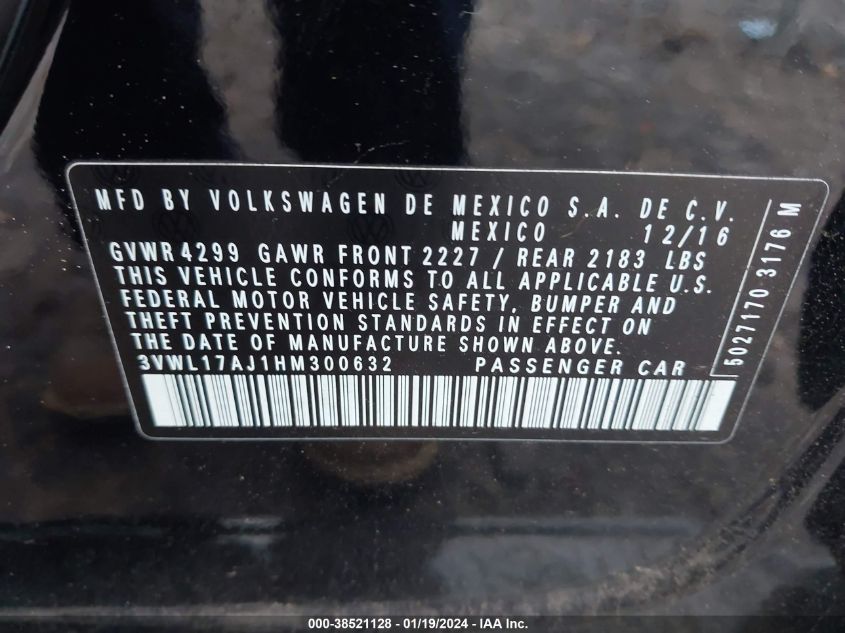 MFD BY VOLKSWAGEN DE MEXICO S.A. DE C.V.
MEXICO 12/16
GVWR 4299 GAWR FRONT 2227 / REAR 2183 LBS
THIS VEHICLE CONFORMS TO ALL APPLICABLE U.S.
FEDERAL MOTOR VEHICLE SAFETY, BUMPER AND
THEFT PREVENTION STANDARDS IN EFFECT ON
THE DATE OF MANUFACTURE SHOWN ABOVE.
3VWL17AJ1HM300632 PASSENGER CAR
5027170 3176 M
000-38521128 - 01/19/2024 - IAA Inc.